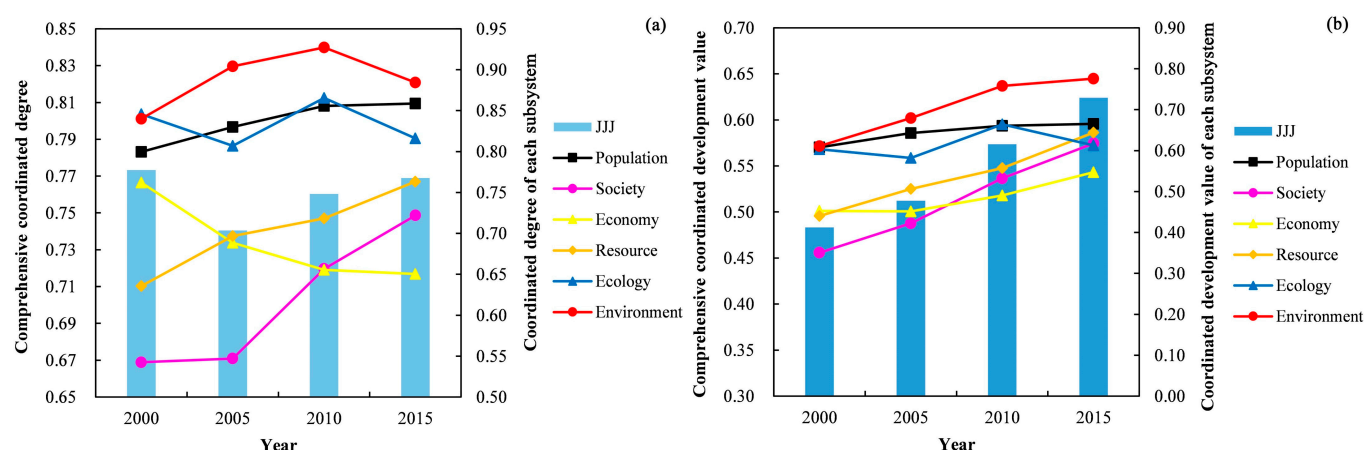 (a)
Comprehensive coordinated degree
0.85
0.83
0.81
0.79
0.77
0.75
0.73
0.71
0.69
0.67
0.65
2000
2005
2010
2015
Year
0.95
0.90
0.85
0.80
0.75
0.70
0.65
0.60
0.55
0.50
Coordinated degree of each subsystem
JJJ
Population
Society
Economy
Resource
Ecology
Environment
(b)
Comprehensive coordinated development value
0.70
0.65
0.60
0.55
0.50
0.45
0.40
0.35
0.30
2000
2005
2010
2015
Year
0.90
0.80
0.70
0.60
0.50
0.40
0.30
0.20
0.10
0.00
Coordinated development value of each subsystem
JJJ
Population
Society
Economy
Resource
Ecology
Environment